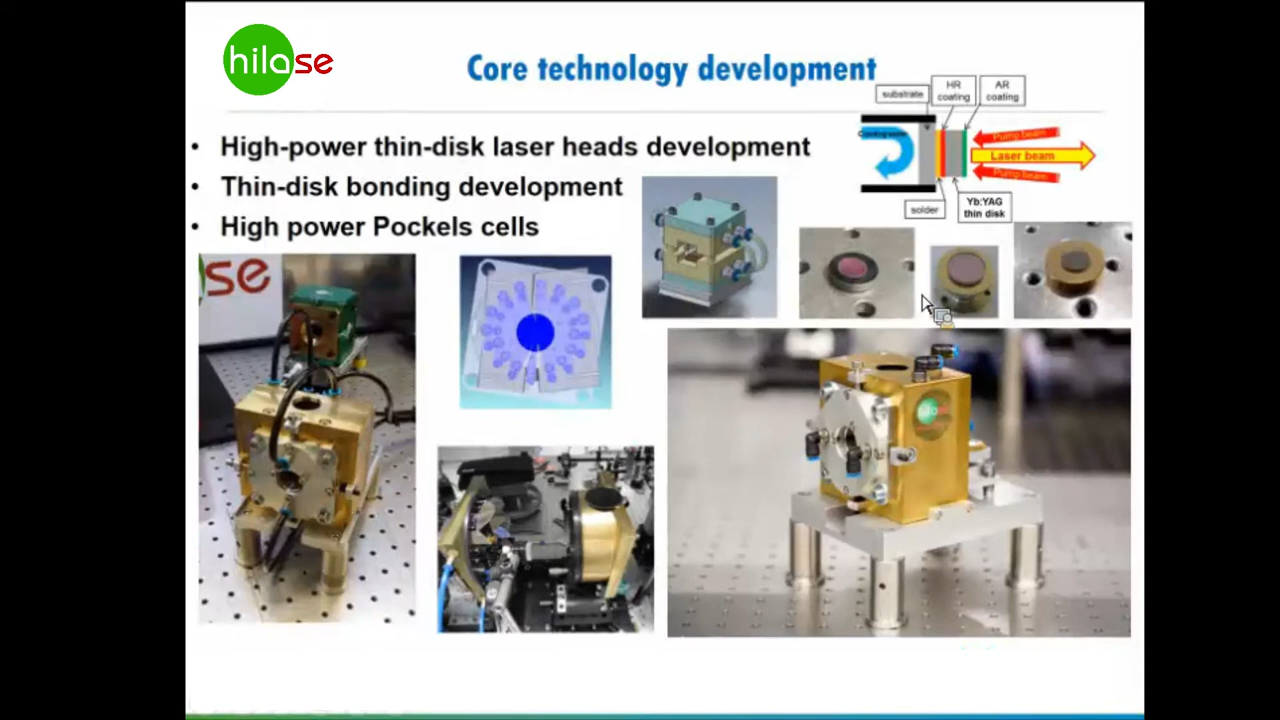 hilase
Core technology development
• High-power thin-disk laser heads development
• Thin-disk bonding development
• High power Pockels cells
substrate
HR
coating
AR
coating
Pump beam
Laser beam
Pump beam
solder
Yb:YAG
thin disk
se
hilase